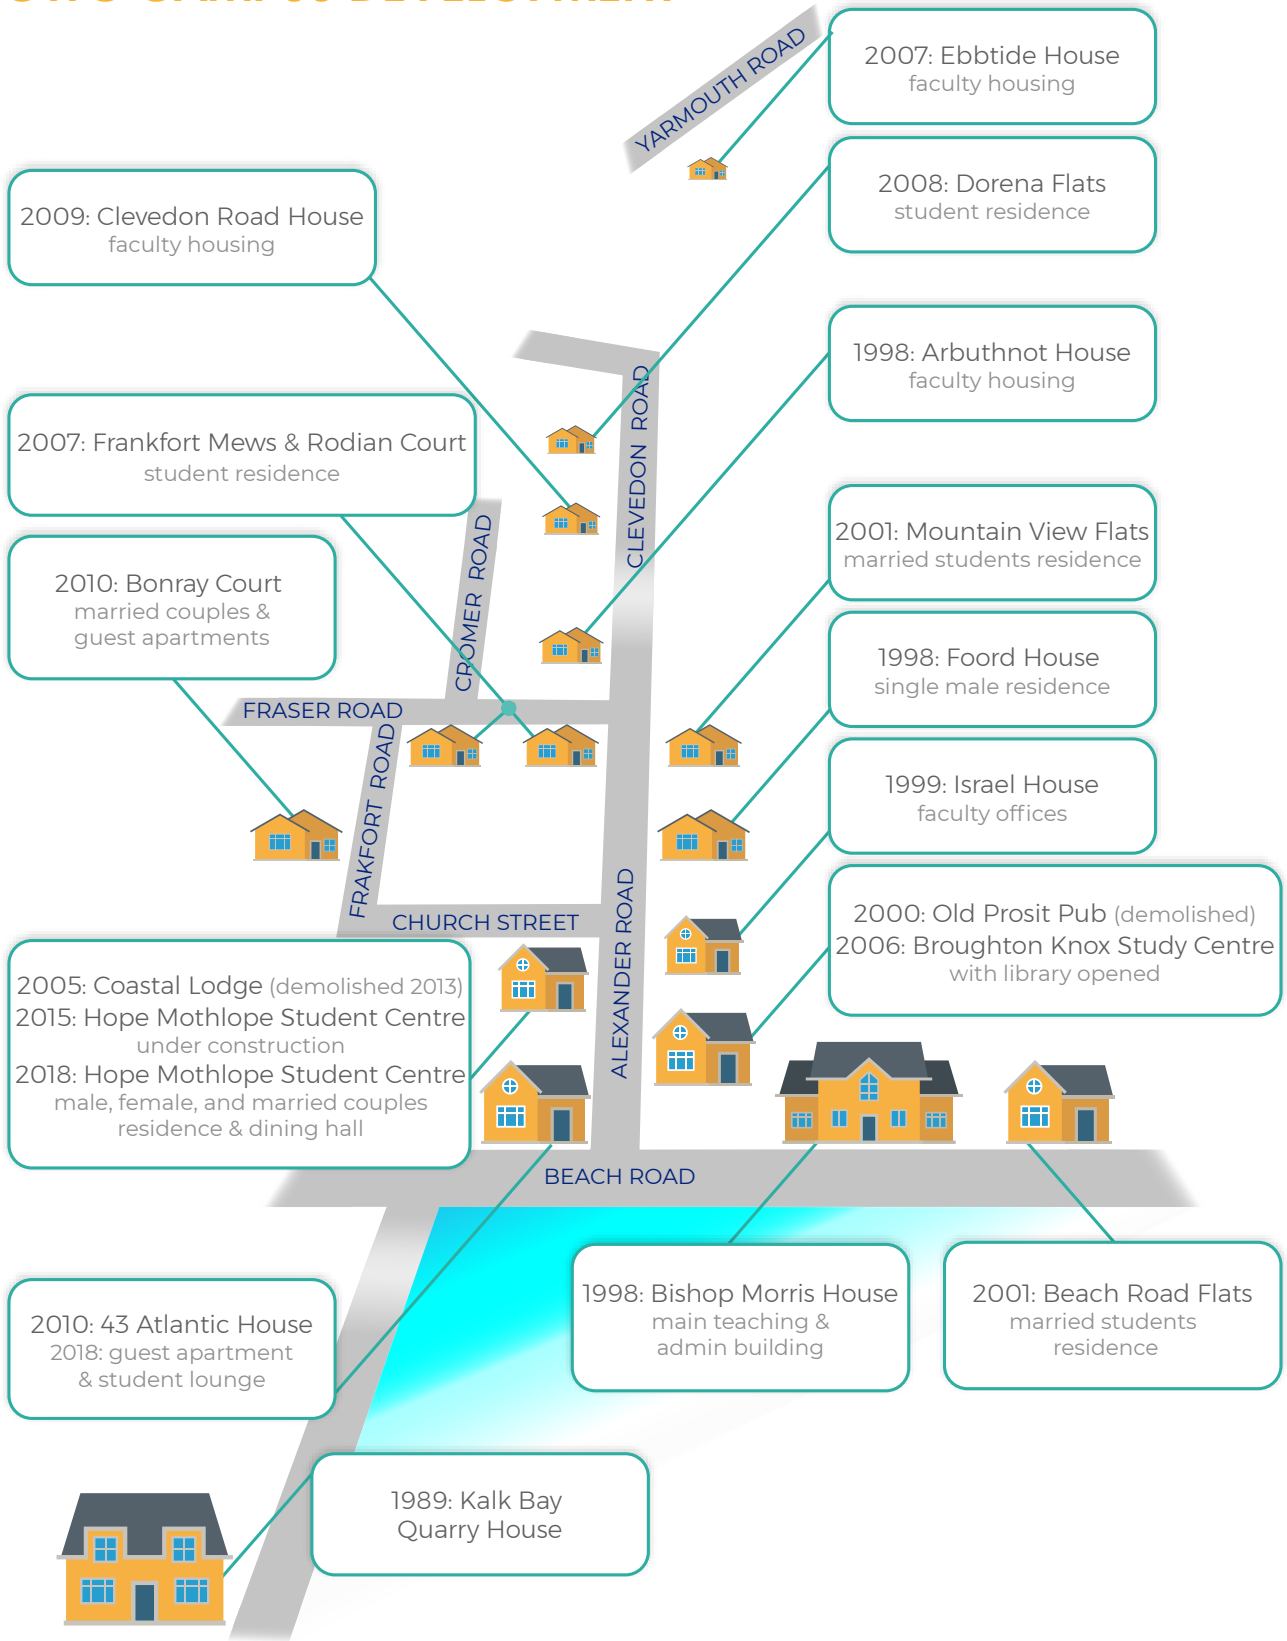 CAMPUS DEVELOPMENT
YARMOUTH ROAD
2007: Ebbtide House
faculty housing
2008: Dorena Flats
student residence
2009: Clevedon Road House
faculty housing
1998: Arbuthnot House
faculty housing
CLEVEDON ROAD
2007: Frankfort Mews & Rodian Court
student residence
2001: Mountain View Flats
married students residence
CROMER ROAD
2010: Bonray Court
married couples &
guest apartments
1998: Foord House
single male residence
FRASER ROAD
FRAKFORT ROAD
1999: Israel House
faculty offices
CHURCH STREET
ALEXANDER ROAD
2000: Old Prosit Pub (demolished)
2006: Broughton Knox Study Centre
with library opened
2005: Coastal Lodge (demolished 2013)
2015: Hope Mothlope Student Centre
under construction
2018: Hope Mothlope Student Centre
male, female, and married couples
residence & dining hall
BEACH ROAD
1998: Bishop Morris House
main teaching &
admin building
2001: Beach Road Flats
married students
residence
2010: 43 Atlantic House
2018: guest apartment
& student lounge
1989: Kalk Bay
Quarry House